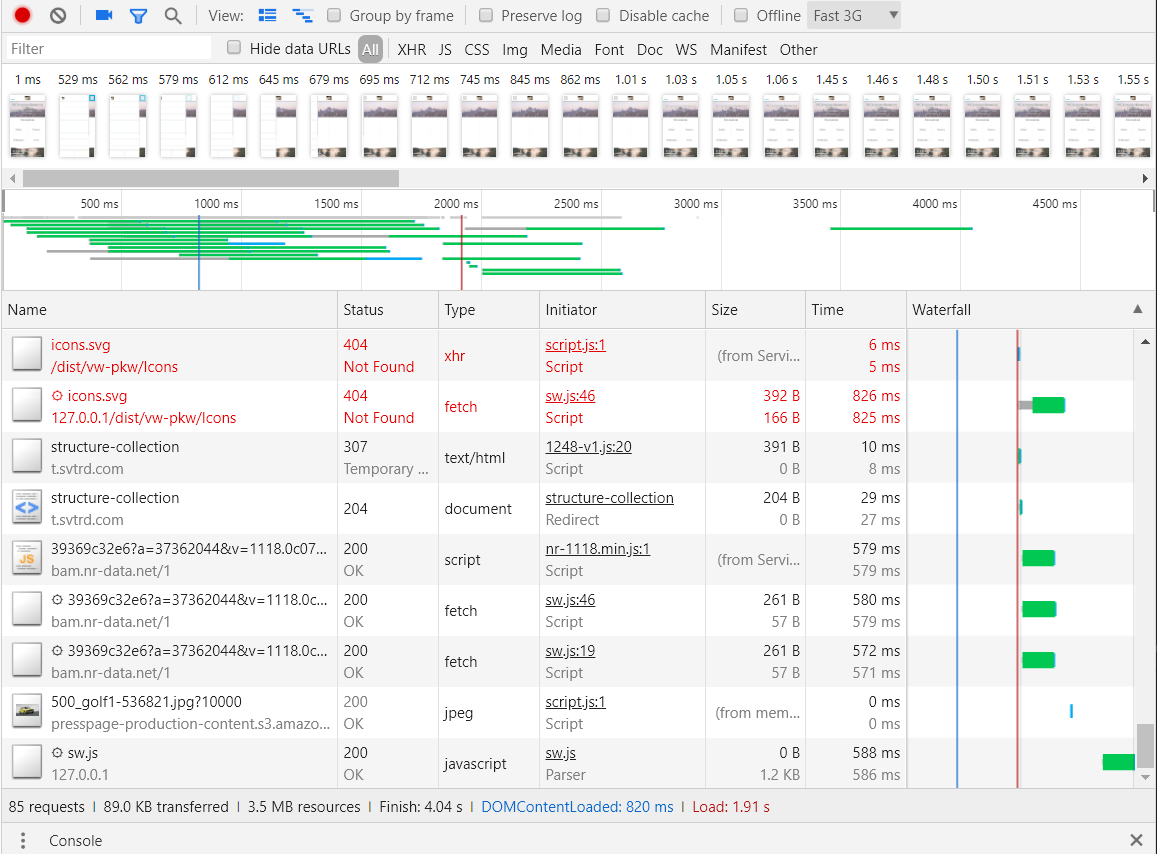 View: Group by frame Preserve log Disable cache Offline Fast 3G
Filter Hide data URLs All XHR JS CSS Img Media Font Doc WS Manifest Other
1 ms 529 ms 562 ms 579 ms 612 ms 645 ms 679 ms 695 ms 712 ms 745 ms 845 ms 862 ms 1.01 s 1.03 s 1.05 s 1.06 s 1.45 s 1.46 s 1.48 s 1.50 s 1.51 s 1.53 s 1.55 s
500 ms 1000 ms 1500 ms 2000 ms 2500 ms 3000 ms 3500 ms 4000 ms 4500 ms
Name Status Type Initiator Size Time Waterfall
icons.svg 404 xhr script.js:1 (from Servi... 6 ms
/dist/vw-pkw/Icons Not Found Script 5 ms
icons.svg 404 fetch sw.js:46 392 B 826 ms
127.0.0.1/dist/vw-pkw/Icons Not Found Script 166 B 825 ms
structure-collection 307 text/html 1248-v1.js:20 391 B 10 ms
t.svtrd.com Temporary ... Script 0 B 8 ms
structure-collection 204 document structure-collection 204 B 29 ms
t.svtrd.com Redirect 0 B 27 ms
JS 39369c32e6?a=37362044&v=1118.0c07... 200 script nr-1118.min.js:1 (from Servi... 579 ms
bam.nr-data.net/1 OK Script 579 ms
39369c32e6?a=37362044&v=1118.0c... 200 fetch sw.js:46 261 B 580 ms
bam.nr-data.net/1 OK Script 57 B 579 ms
39369c32e6?a=37362044&v=1118.0c... 200 fetch sw.js:19 261 B 572 ms
bam.nr-data.net/1 OK Script 57 B 571 ms
500_golf1-536821.jpg?10000 200 jpeg script.js:1 (from mem... 0 ms
presspage-production-content.s3.amazo... OK Script 0 ms
sw.js 200 javascript sw.js 0 B 588 ms
127.0.0.1 OK Parser 1.2 KB 586 ms
85 requests | 89.0 KB transferred | 3.5 MB resources | Finish: 4.04 s | DOMContentLoaded: 820 ms | Load: 1.91 s
Console